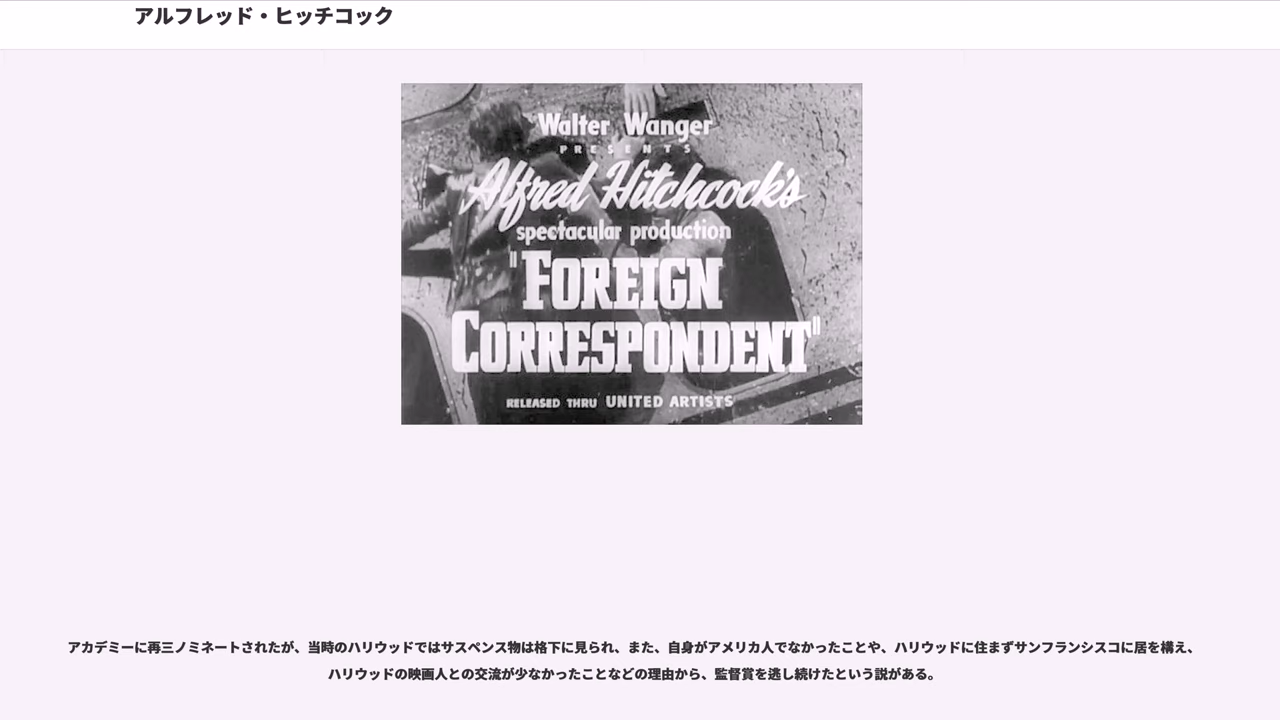 アルフレッド・ヒッチコック
Walter Wanger
PRESENTS
Alfred Hitchcock's
spectacular production
"FOREIGN
CORRESPONDENT"
RELEASED THRU UNITED ARTISTS
アカデミーに再三ノミネートされたが、当時のハリウッドではサスペンス物は格下に見られ、また、自身がアメリカ人でなかったことや、ハリウッドに住まずサンフランシスコに居を構え、
ハリウッドの映画人との交流が少なかったことなどの理由から、監督賞を逃し続けたという説がある。